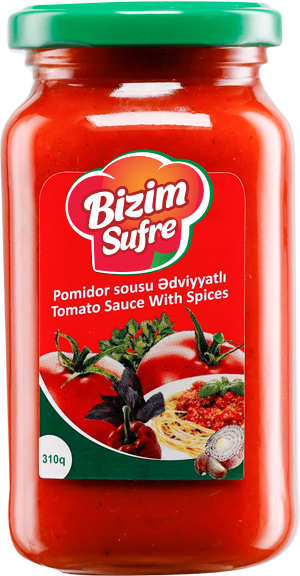 Bizim
Sufre
Pomidor sousu Ədviyyatlı
Tomato Sauce With Spices
310q